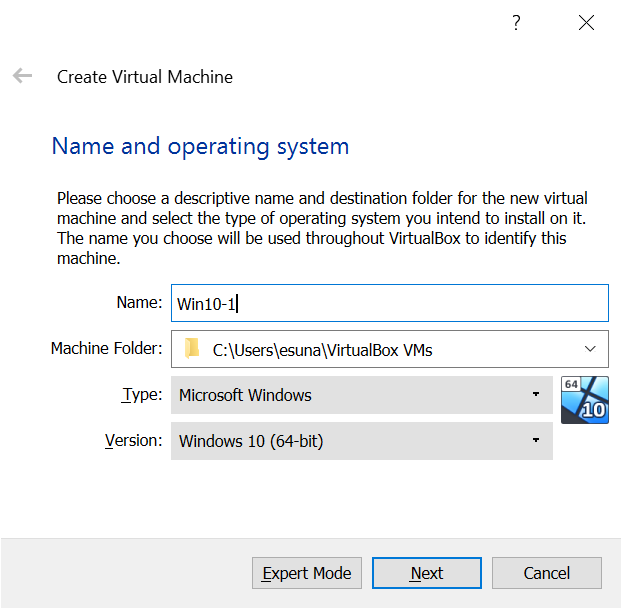 ?
Create Virtual Machine
Name and operating system
Please choose a descriptive name and destination folder for the new virtual
machine and select the type of operating system you intend to install on it.
The name you choose will be used throughout VirtualBox to identify this
machine.
Name: Win10-1
Machine Folder: C:\Users\esuna\VirtualBox VMs
Type: Microsoft Windows
64
10
Version: Windows 10 (64-bit)
Expert Mode Next Cancel